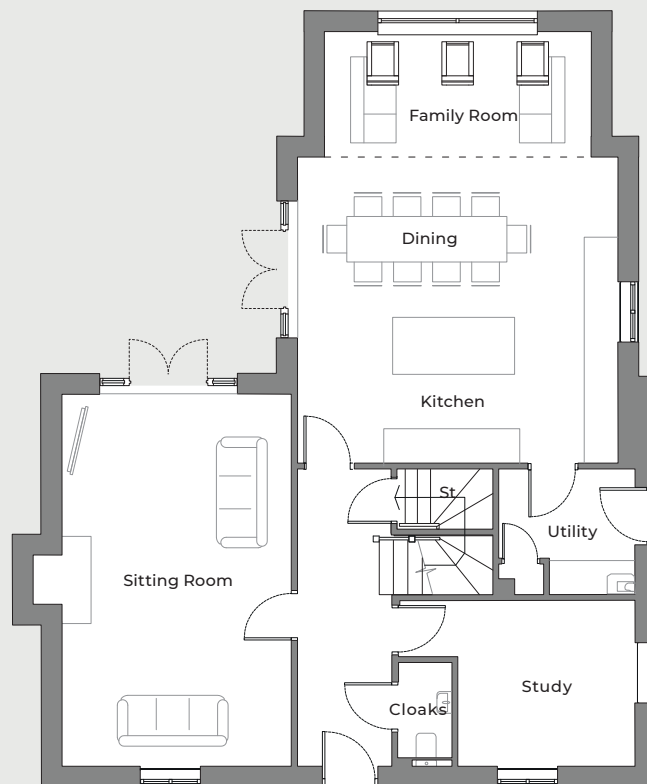 Family Room
Dining
Kitchen
St
Utility
Sitting Room
Study
Cloaks